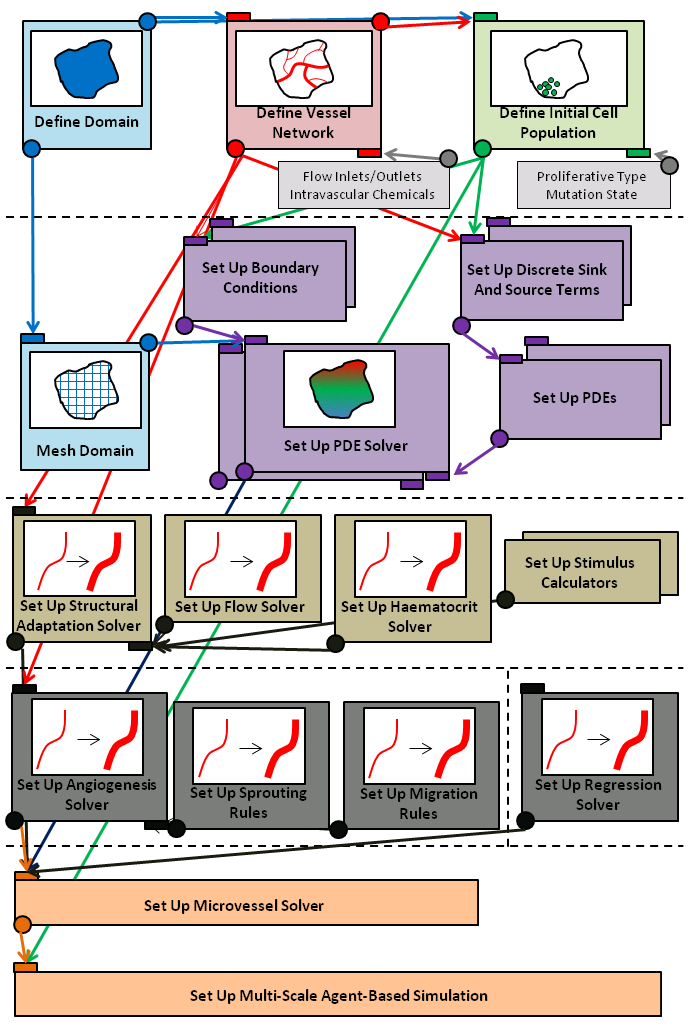 Define Domain
Define Vessel
Network
Define Initial Cell
Population
Flow Inlets/Outlets
Intravascular Chemicals
Proliferative Type
Mutation State
Set Up Boundary
Conditions
Set Up Discrete Sink
And Source Terms
Mesh Domain
Set Up PDE Solver
Set Up PDEs
Set Up Structural
Adaptation Solver
Set Up Flow Solver
Set Up Haematocrit
Solver
Set Up Stimulus
Calculators
Set Up Angiogenesis
Solver
Set Up Sprouting
Rules
Set Up Migration
Rules
Set Up Regression
Solver
Set Up Microvessel Solver
Set Up Multi-Scale Agent-Based Simulation